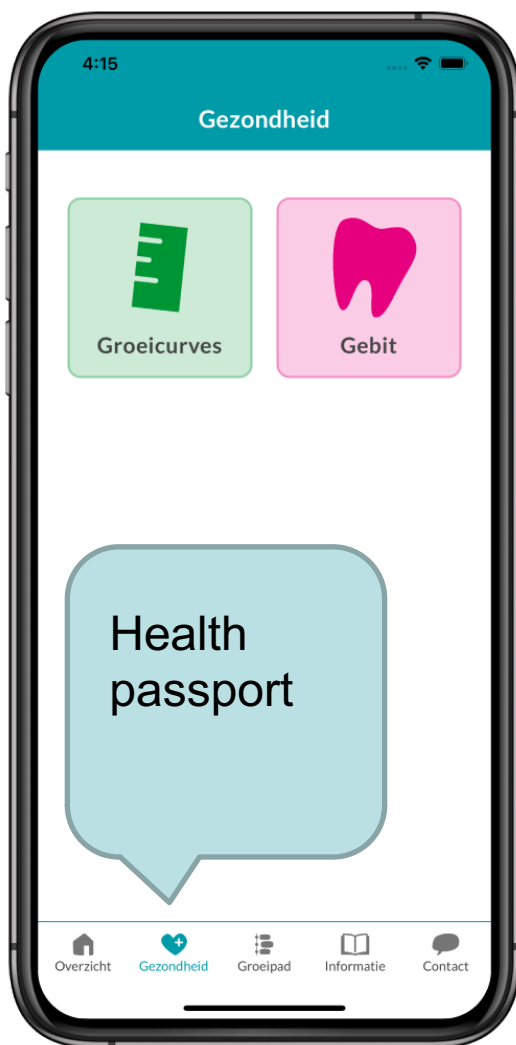 4:15
Gezondheid
Groeicurves
Gebit
Health
passport
Overzicht
Gezondheid
Groeipad
Informatie
Contact